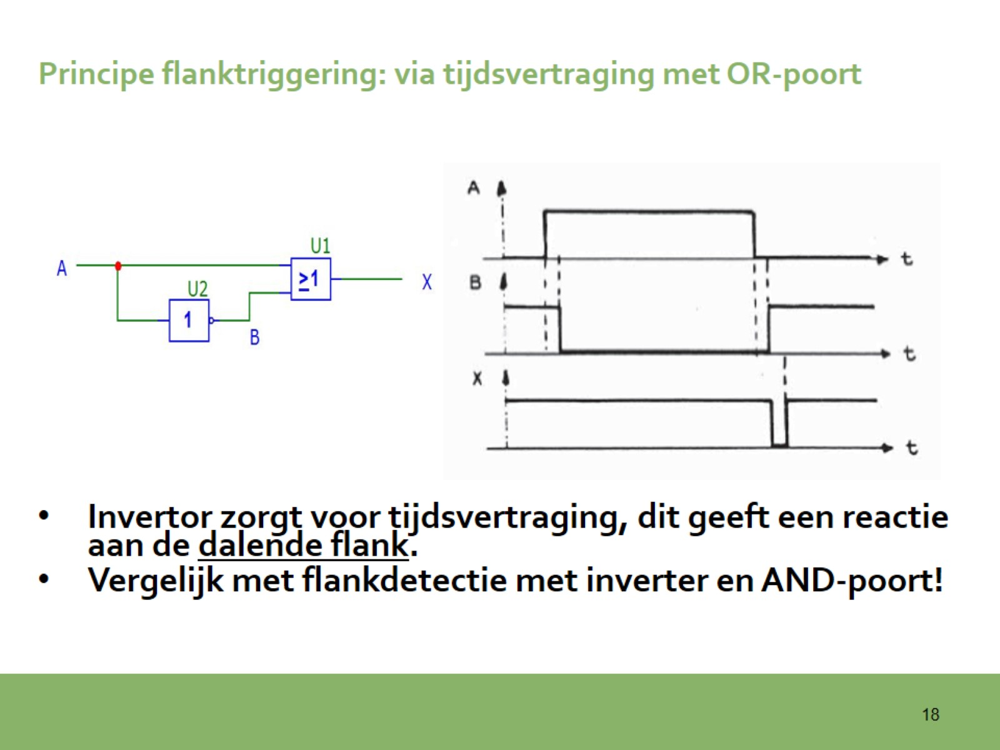 Principe flanktriggering: via tijdsvertraging met OR-poort
A
U1
≥1
X
U2
1
B
A
t
B
t
X
t
• Invertor zorgt voor tijdsvertraging, dit geeft een reactie
aan de dalende flank.
• Vergelijk met flankdetectie met inverter en AND-poort!
18